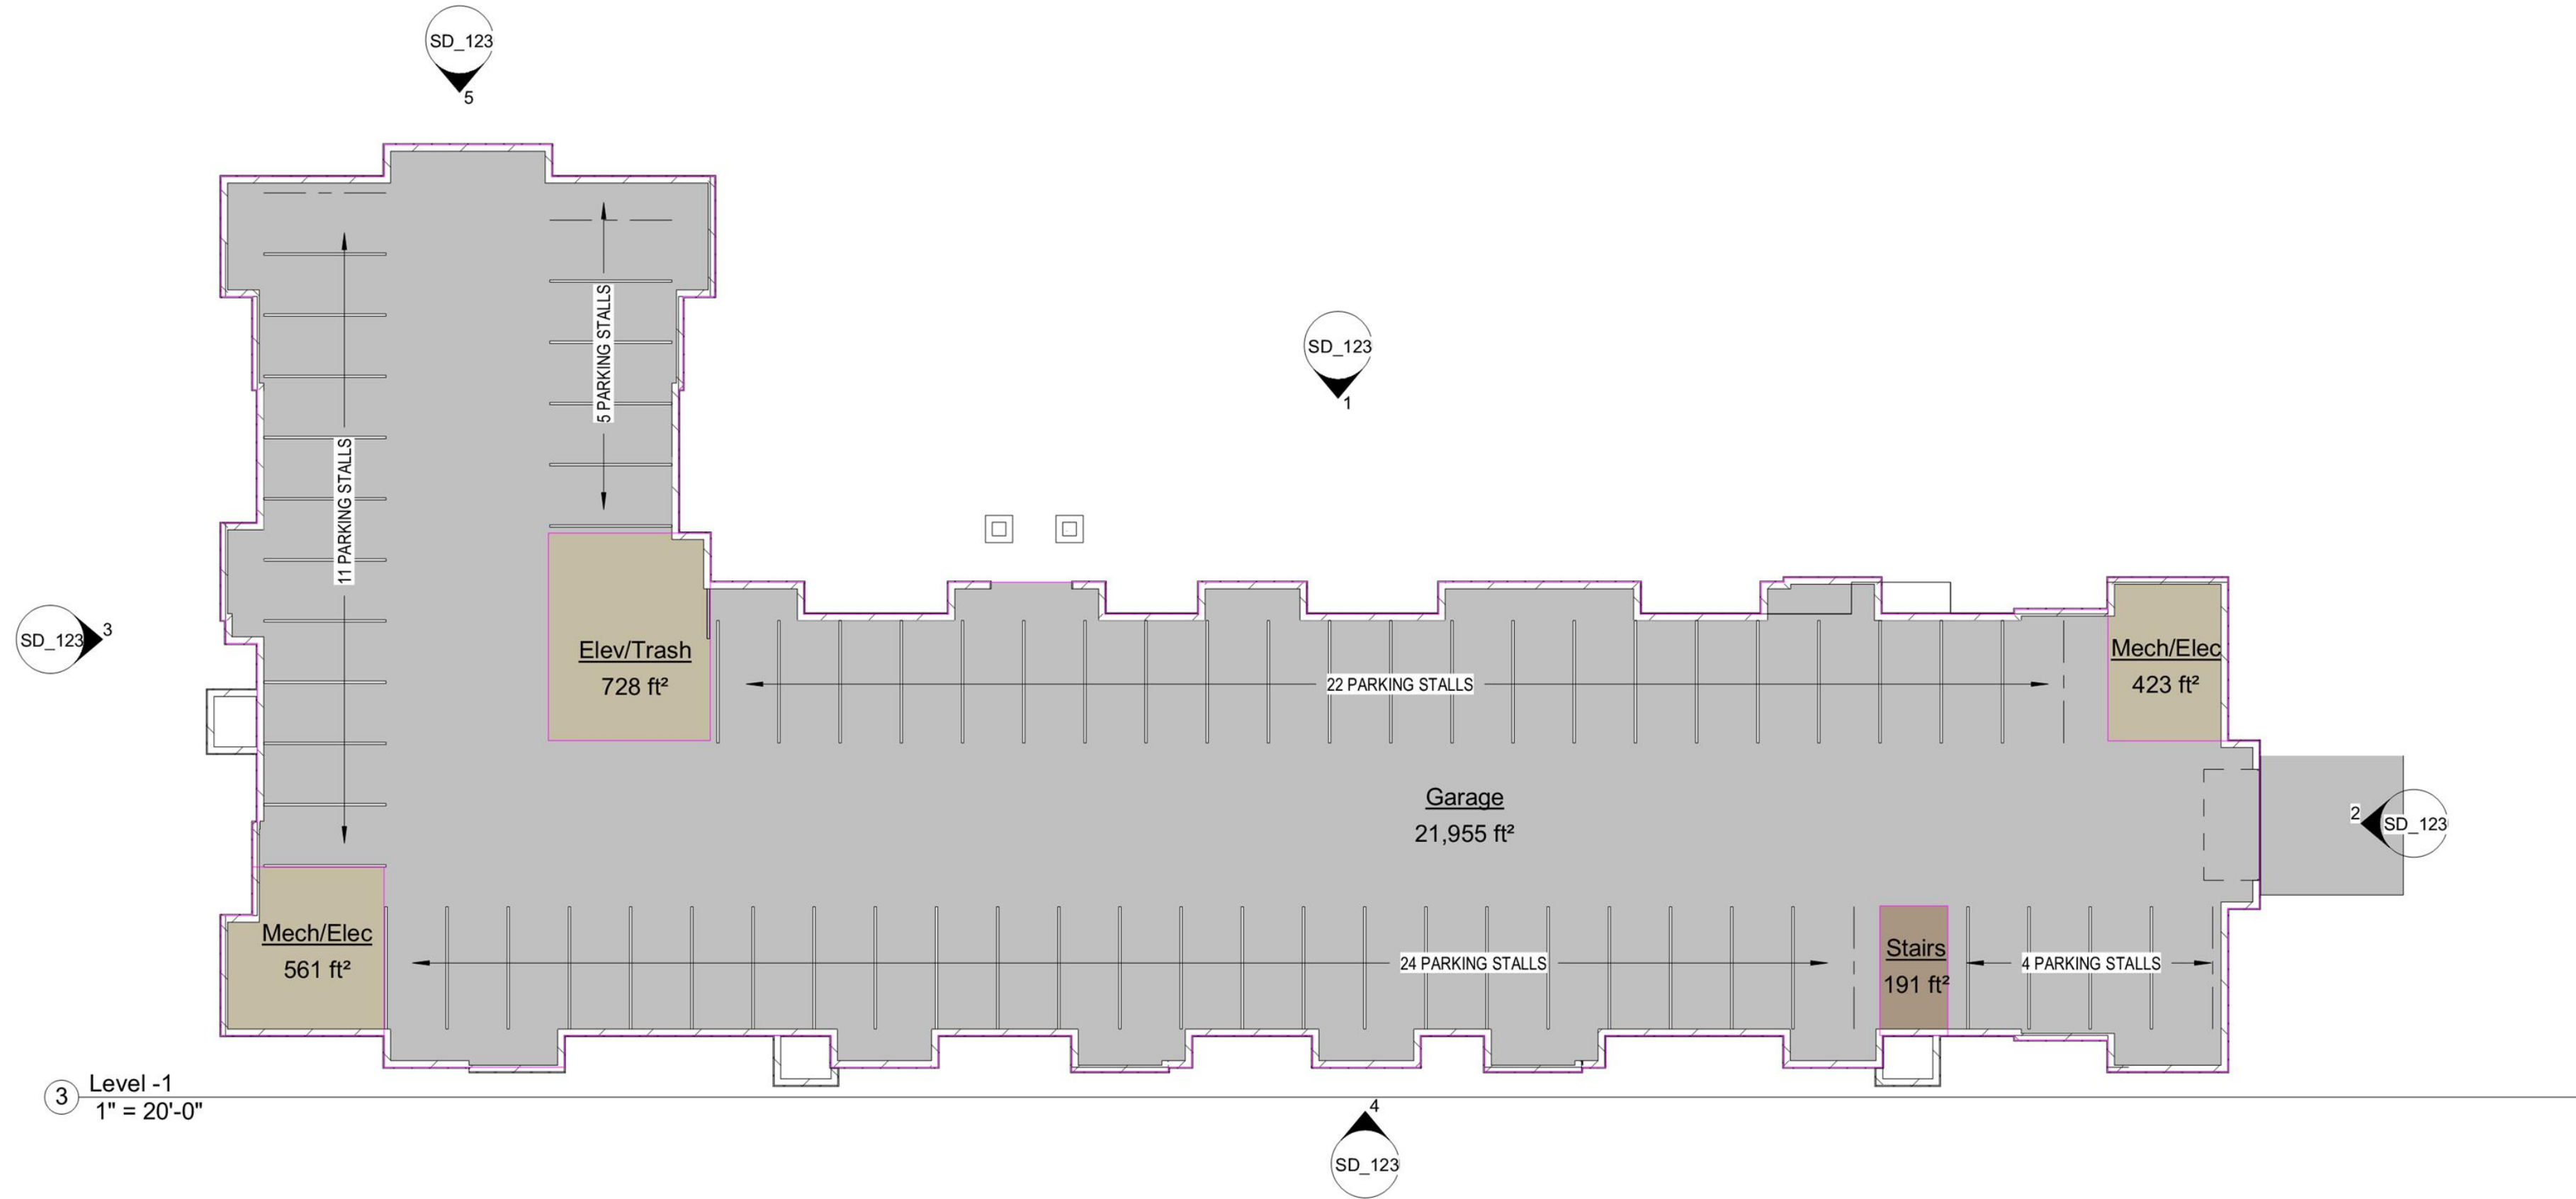 SD_123
5
SD_123
1
5 PARKING STALLS
11 PARKING STALLS
SD_123
3
Elev/Trash
728 ft²
22 PARKING STALLS
Mech/Elec
423 ft²
Garage
21,955 ft²
2
SD_123
Mech/Elec
561 ft²
24 PARKING STALLS
Stairs
191 ft²
4 PARKING STALLS
3
Level -1
1" = 20'-0"
4
SD_123